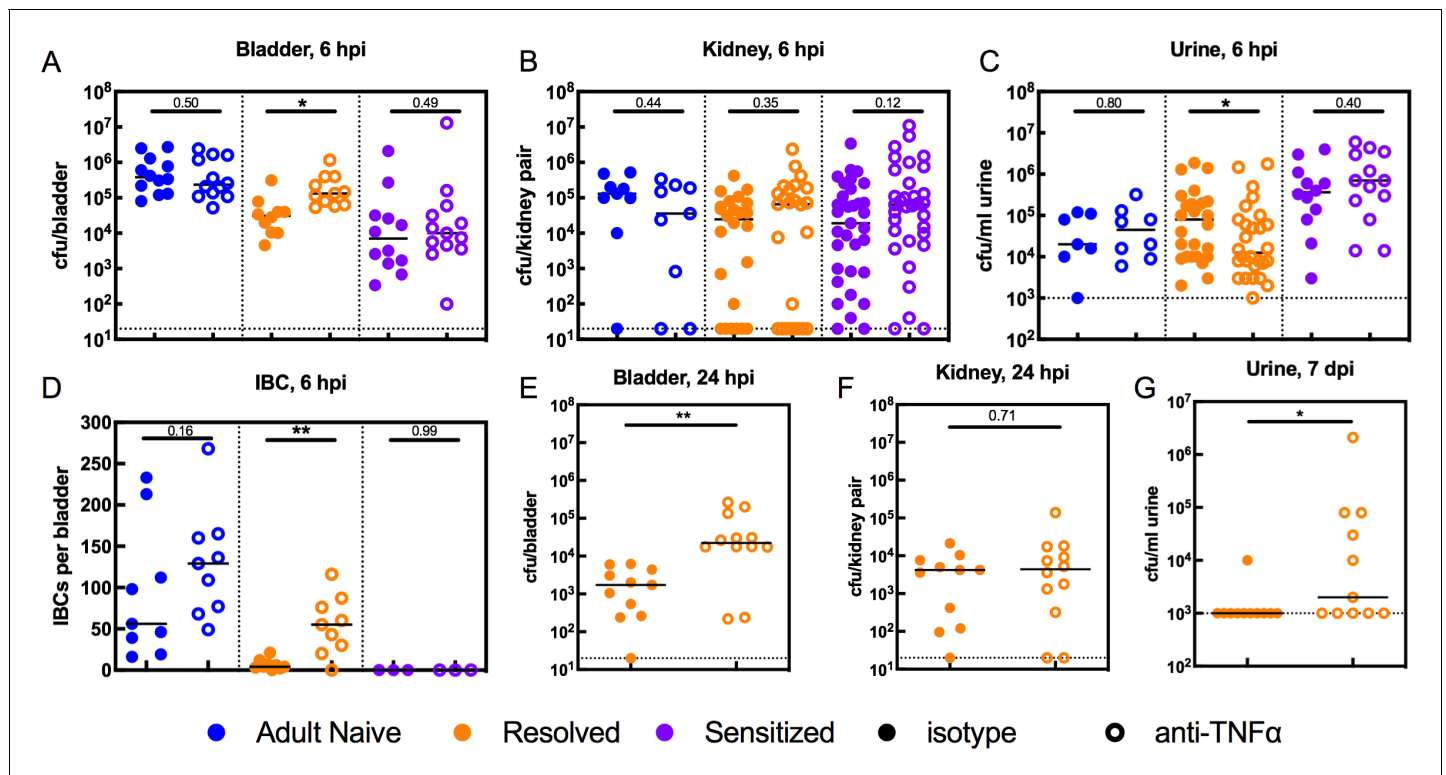 A Bladder, 6 hpi
cfu/bladder
10⁸
10⁷
10⁶
10⁵
10⁴
10³
10²
10¹
0.50 * 0.49
B Kidney, 6 hpi
cfu/kidney pair
10⁸
10⁷
10⁶
10⁵
10⁴
10³
10²
10¹
0.44 0.35 0.12
C Urine, 6 hpi
cfu/ml urine
10⁸
10⁷
10⁶
10⁵
10⁴
10³
10²
0.80 * 0.40
D IBC, 6 hpi
IBCs per bladder
300
250
200
150
100
50
0
0.16 ** 0.99
E Bladder, 24 hpi
cfu/bladder
10⁸
10⁷
10⁶
10⁵
10⁴
10³
10²
10¹
**
F Kidney, 24 hpi
cfu/kidney pair
10⁸
10⁷
10⁶
10⁵
10⁴
10³
10²
10¹
0.71
G Urine, 7 dpi
cfu/ml urine
10⁷
10⁶
10⁵
10⁴
10³
10²
*
Adult Naive Resolved Sensitized isotype anti-TNFα